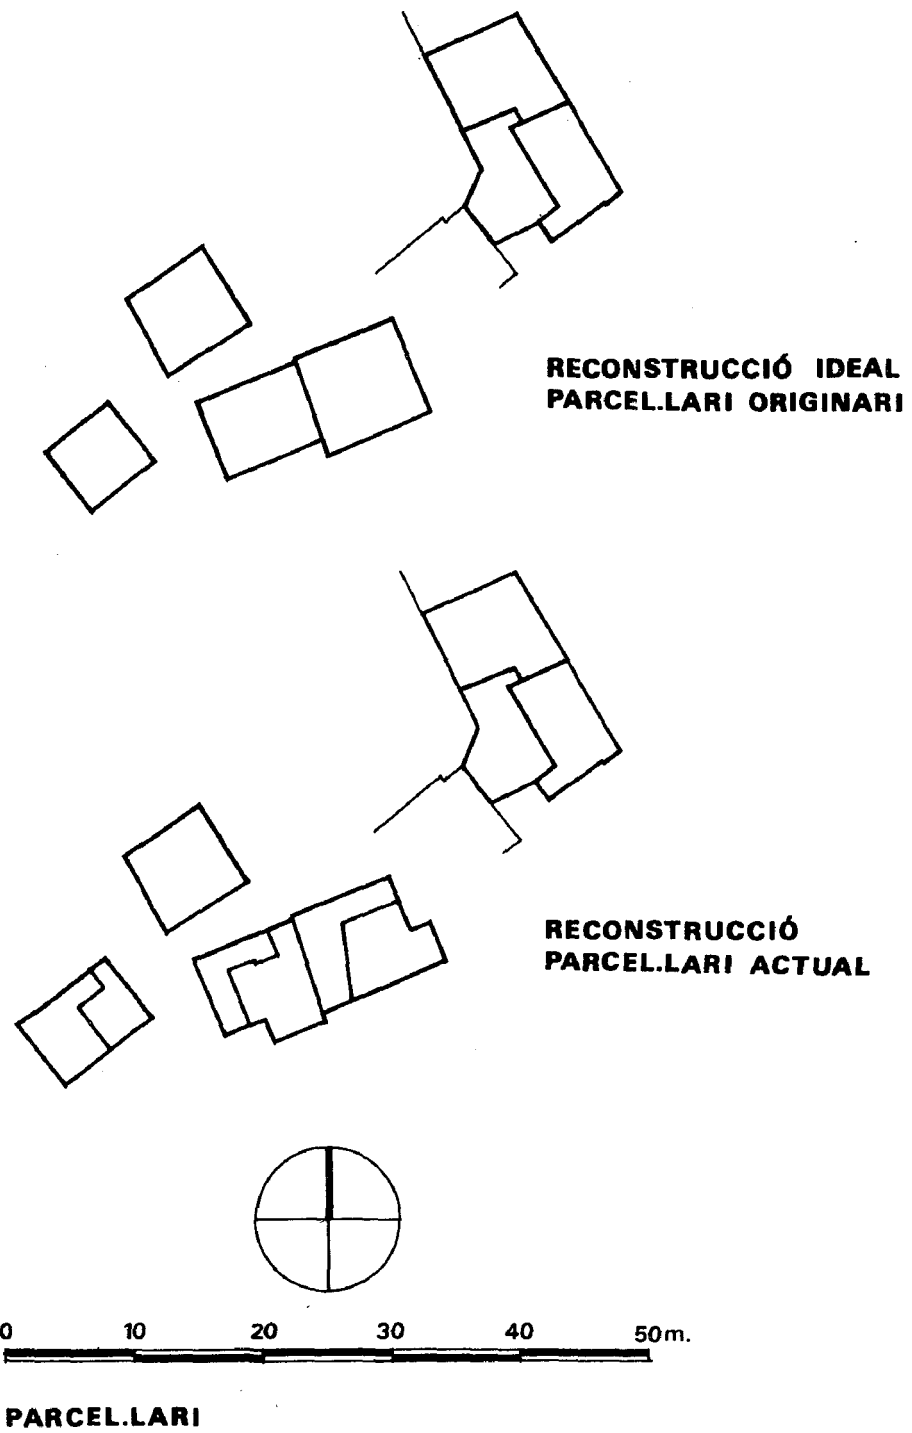 RECONSTRUCCIÓ IDEAL
PARCEL.LARI ORIGINARI
RECONSTRUCCIÓ
PARCEL.LARI ACTUAL
0 10 20 30 40 50m.
PARCEL.LARI